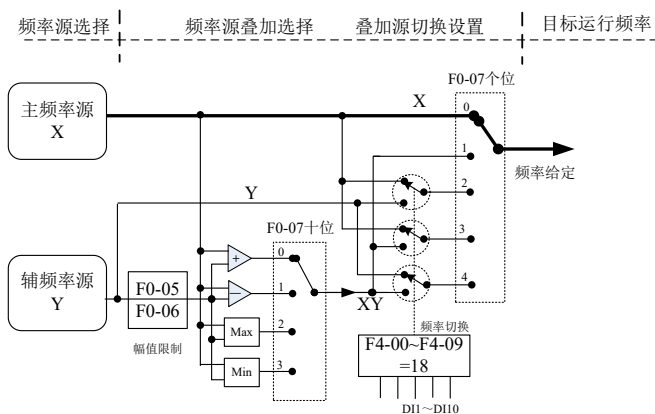 频率源选择
频率源叠加选择
叠加源切换设置
目标运行频率
主频率源
X
X
F0-07个位
0
1
2
3
4
频率给定
Y
F0-07十位
辅频率源
Y
F0-05
F0-06
幅值限制
+
−
Max
Min
0
1
2
3
XY
频率切换
F4-00~F4-09
=18
DI1～DI10